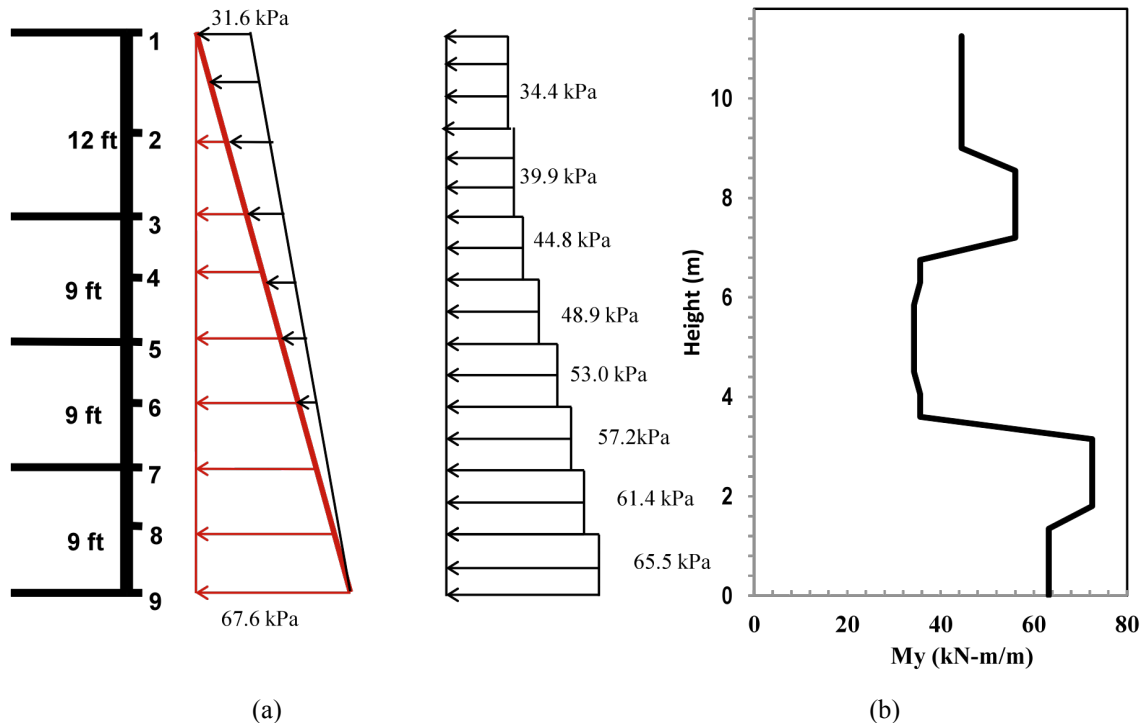 31.6 kPa
1
12 ft
2
3
9 ft
4
5
9 ft
6
7
9 ft
8
9
67.6 kPa
34.4 kPa
39.9 kPa
44.8 kPa
48.9 kPa
53.0 kPa
57.2kPa
61.4 kPa
65.5 kPa
Height (m)
10
8
6
4
2
0
0 20 40 60 80
My (kN-m/m)
(a)
(b)